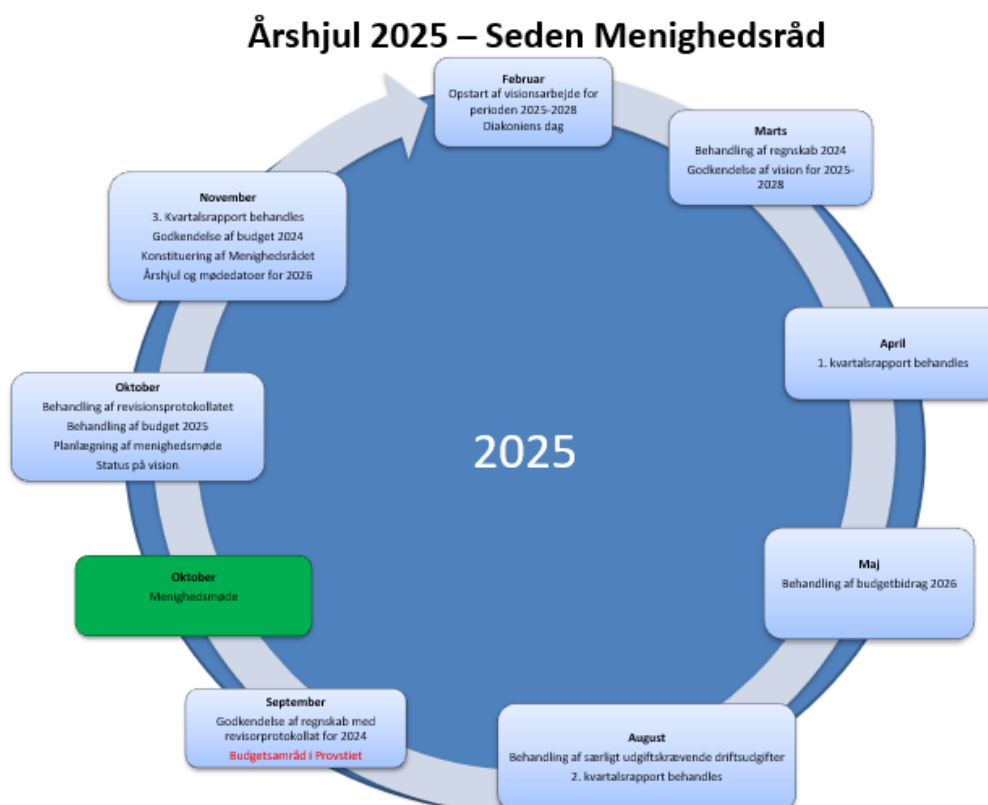 Årshjul 2025 – Seden Menighedsråd
Februar
Opstart af visionsarbejde for
perioden 2025-2028
Diakoniens dag
Marts
Behandling af regnskab 2024
Godkendelse af vision for 2025-
2028
April
1. kvartalsrapport behandles
Maj
Behandling af budgetbidrag 2026
August
Behandling af særligt udgiftskrævende driftsudgifter
2. kvartalsrapport behandles
September
Godkendelse af regnskab med
revisorprotokollat for 2024
Budgetsamråd i Provstiet
Oktober
Menighedsmøde
Oktober
Behandling af revisionsprotokollatet
Behandling af budget 2025
Planlægning af menighedsmøde
Status på vision
November
3. Kvartalsrapport behandles
Godkendelse af budget 2024
Konstituering af Menighedsrådet
Årshjul og mødedatoer for 2026
2025